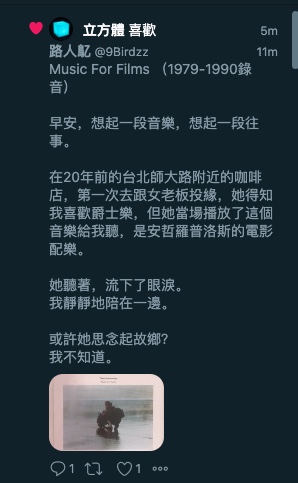 立方體 喜歡 5m
路人鳦 @9Birdzz 11m
Music For Films （1979-1990錄
音）
早安，想起一段音樂，想起一段往
事。
在20年前的台北師大路附近的咖啡
店，第一次去跟女老板投緣，她得知
我喜歡爵士樂，但她當場播放了這個
音樂給我聽，是安哲羅普洛斯的電影
配樂。
她聽著，流下了眼淚。
我靜靜地陪在一邊。
或許她思念起故鄉？
我不知道。
1
1